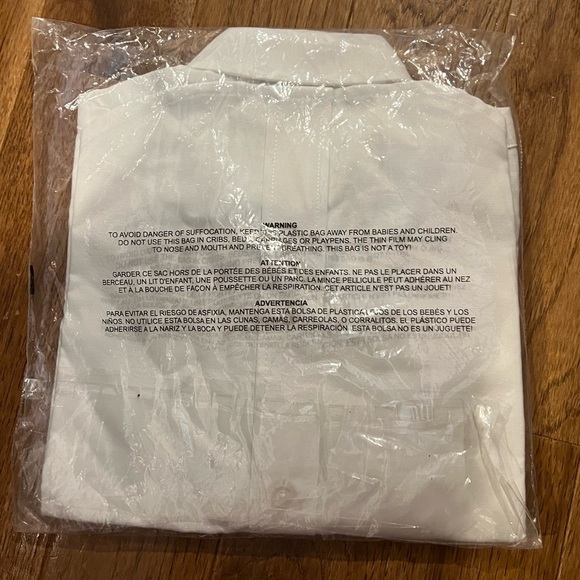 WARNING
TO AVOID DANGER OF SUFFOCATION, KEEP THIS PLASTIC BAG AWAY FROM BABIES AND CHILDREN.
DO NOT USE THIS BAG IN CRIBS, BEDS, CARRIAGES OR PLAYPENS. THE THIN FILM MAY CLING
TO NOSE AND MOUTH AND PREVENT BREATHING. THIS BAG IS NOT A TOY!
ATTENTION
GARDER CE SAC HORS DE LA PORTÉE DES BÉBÉS ET DES ENFANTS. NE PAS LE PLACER DANS UN
BERCEAU, UN LIT D'ENFANT, UNE POUSSETTE OU UN PARC. LA MINCE PELLICULE PEUT ADHÉRER AU NEZ
ET À LA BOUCHE DE FAÇON À EMPÊCHER LA RESPIRATION. CET ARTICLE N'EST PAS UN JOUET!
ADVERTENCIA
PARA EVITAR EL RIESGO DE ASFIXIA, MANTENGA ESTA BOLSA DE PLASTICA LEJOS DE LOS BEBÉS Y LOS
NIÑOS. NO UTILICE ESTA BOLSA EN LAS CUNAS, CAMAS, CARREOLAS, O CORRALITOS. EL PLÁSTICO PUEDE
ADHERIRSE A LA NARIZ Y LA BOCA Y PUEDE DETENER LA RESPIRACIÓN. ESTA BOLSA NO ES UN JUGUETE!